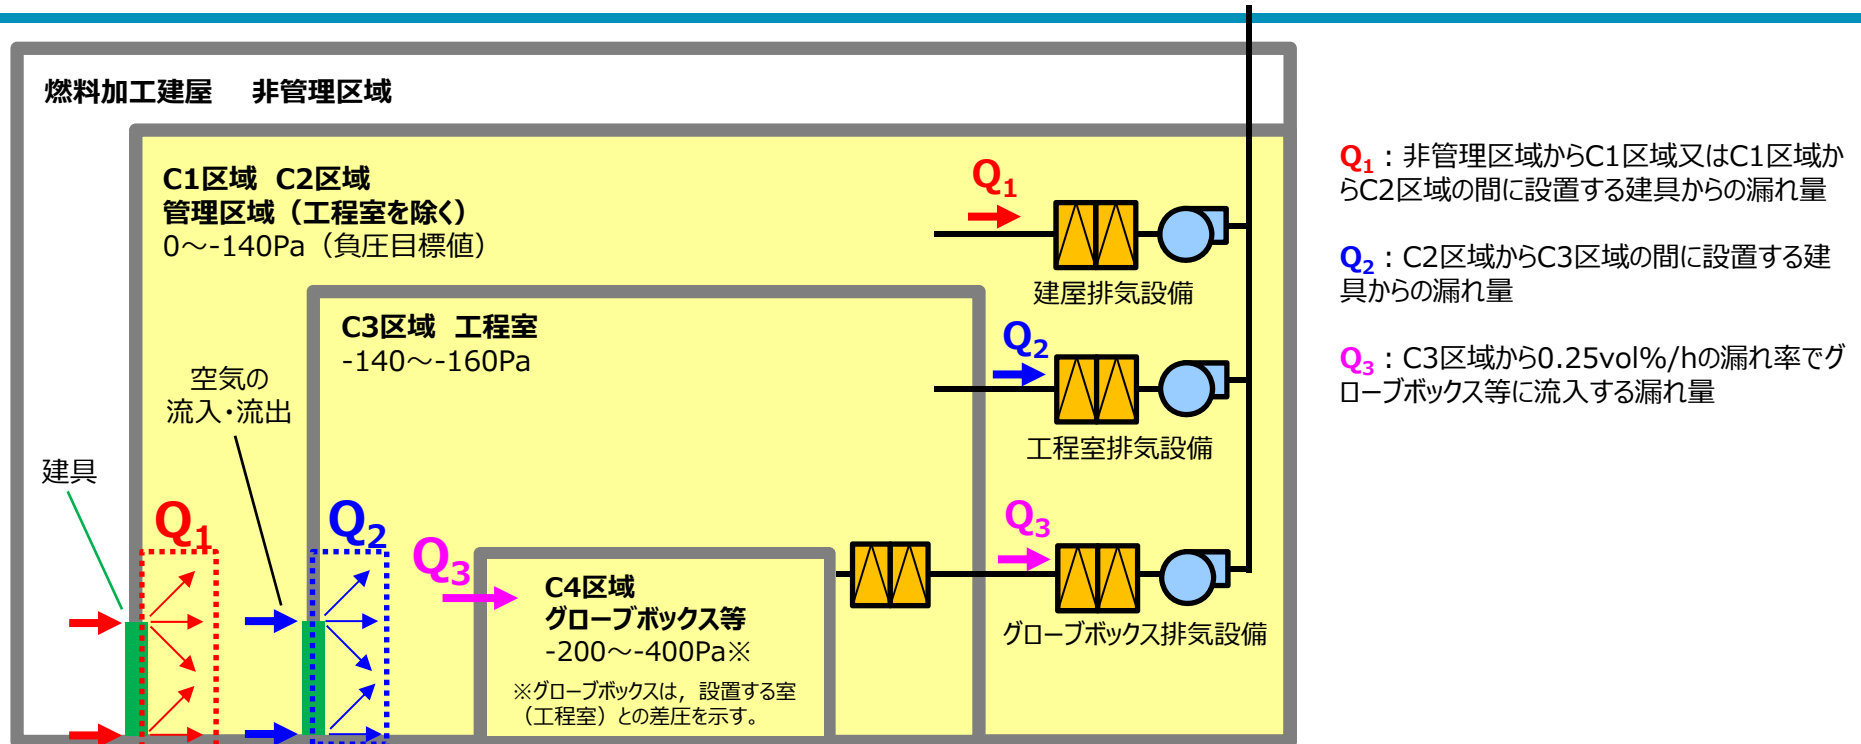 燃料加工建屋 非管理区域
C1区域 C2区域
管理区域（工程室を除く）
0～-140Pa（負圧目標値）
C3区域 工程室
-140～-160Pa
空気の
流入・流出
建具
Q1
Q2
Q3
C4区域
グローブボックス等
-200～-400Pa※
※グローブボックスは，設置する室
（工程室）との差圧を示す。
Q1
建屋排気設備
Q2
工程室排気設備
Q3
グローブボックス排気設備
Q1：非管理区域からC1区域又はC1区域か
らC2区域の間に設置する建具からの漏れ量
Q2：C2区域からC3区域の間に設置する建
具からの漏れ量
Q3：C3区域から0.25vol%/hの漏れ率でグ
ローブボックス等に流入する漏れ量